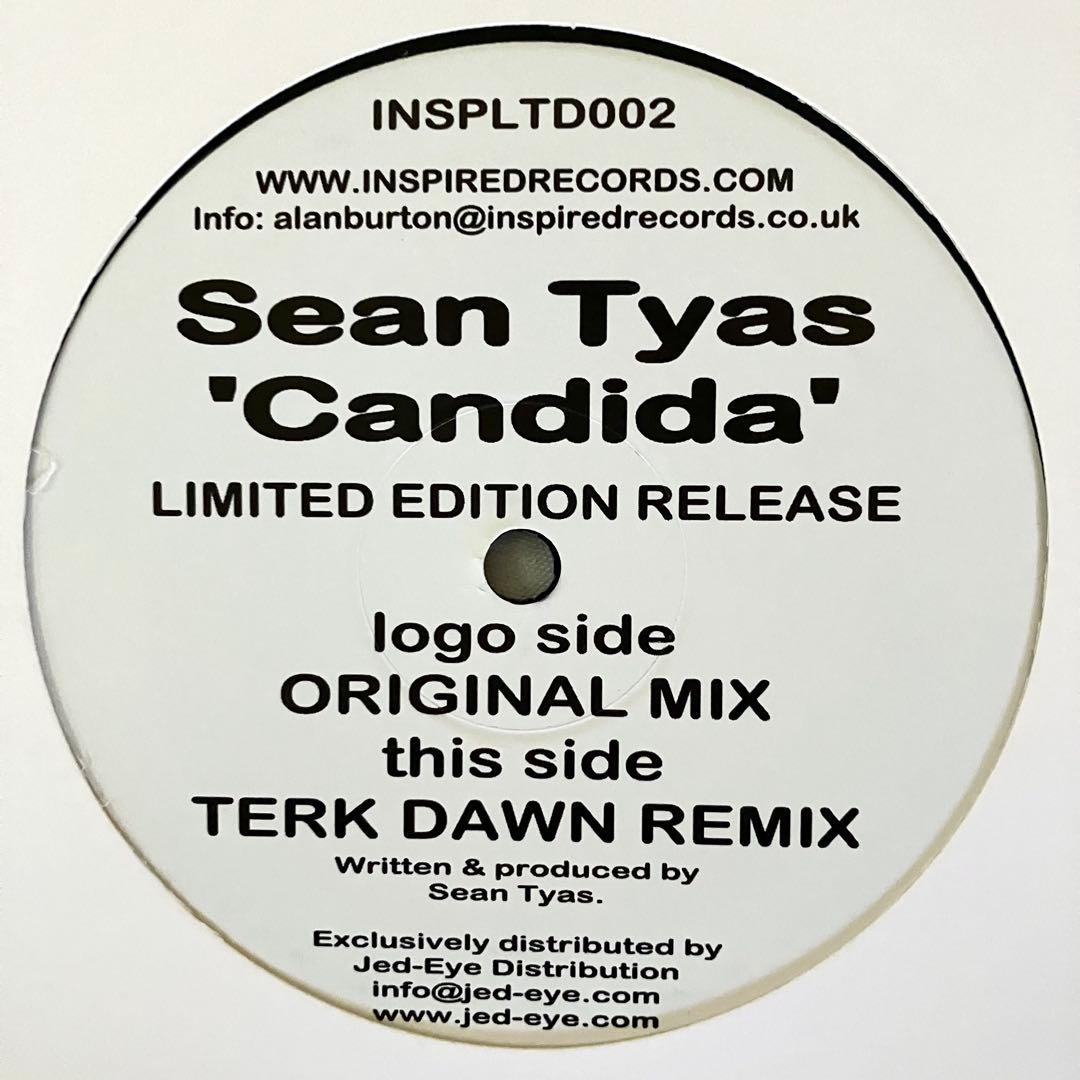 INSPLTD002
WWW.INSPIREDRECORDS.COM
Info: alanburton@inspiredrecords.co.uk
Sean Tyas
'Candida'
LIMITED EDITION RELEASE
logo side
ORIGINAL MIX
this side
TERK DAWN REMIX
Written & produced by
Sean Tyas.
Exclusively distributed by
Jed-Eye Distribution
info@jed-eye.com
www.jed-eye.com